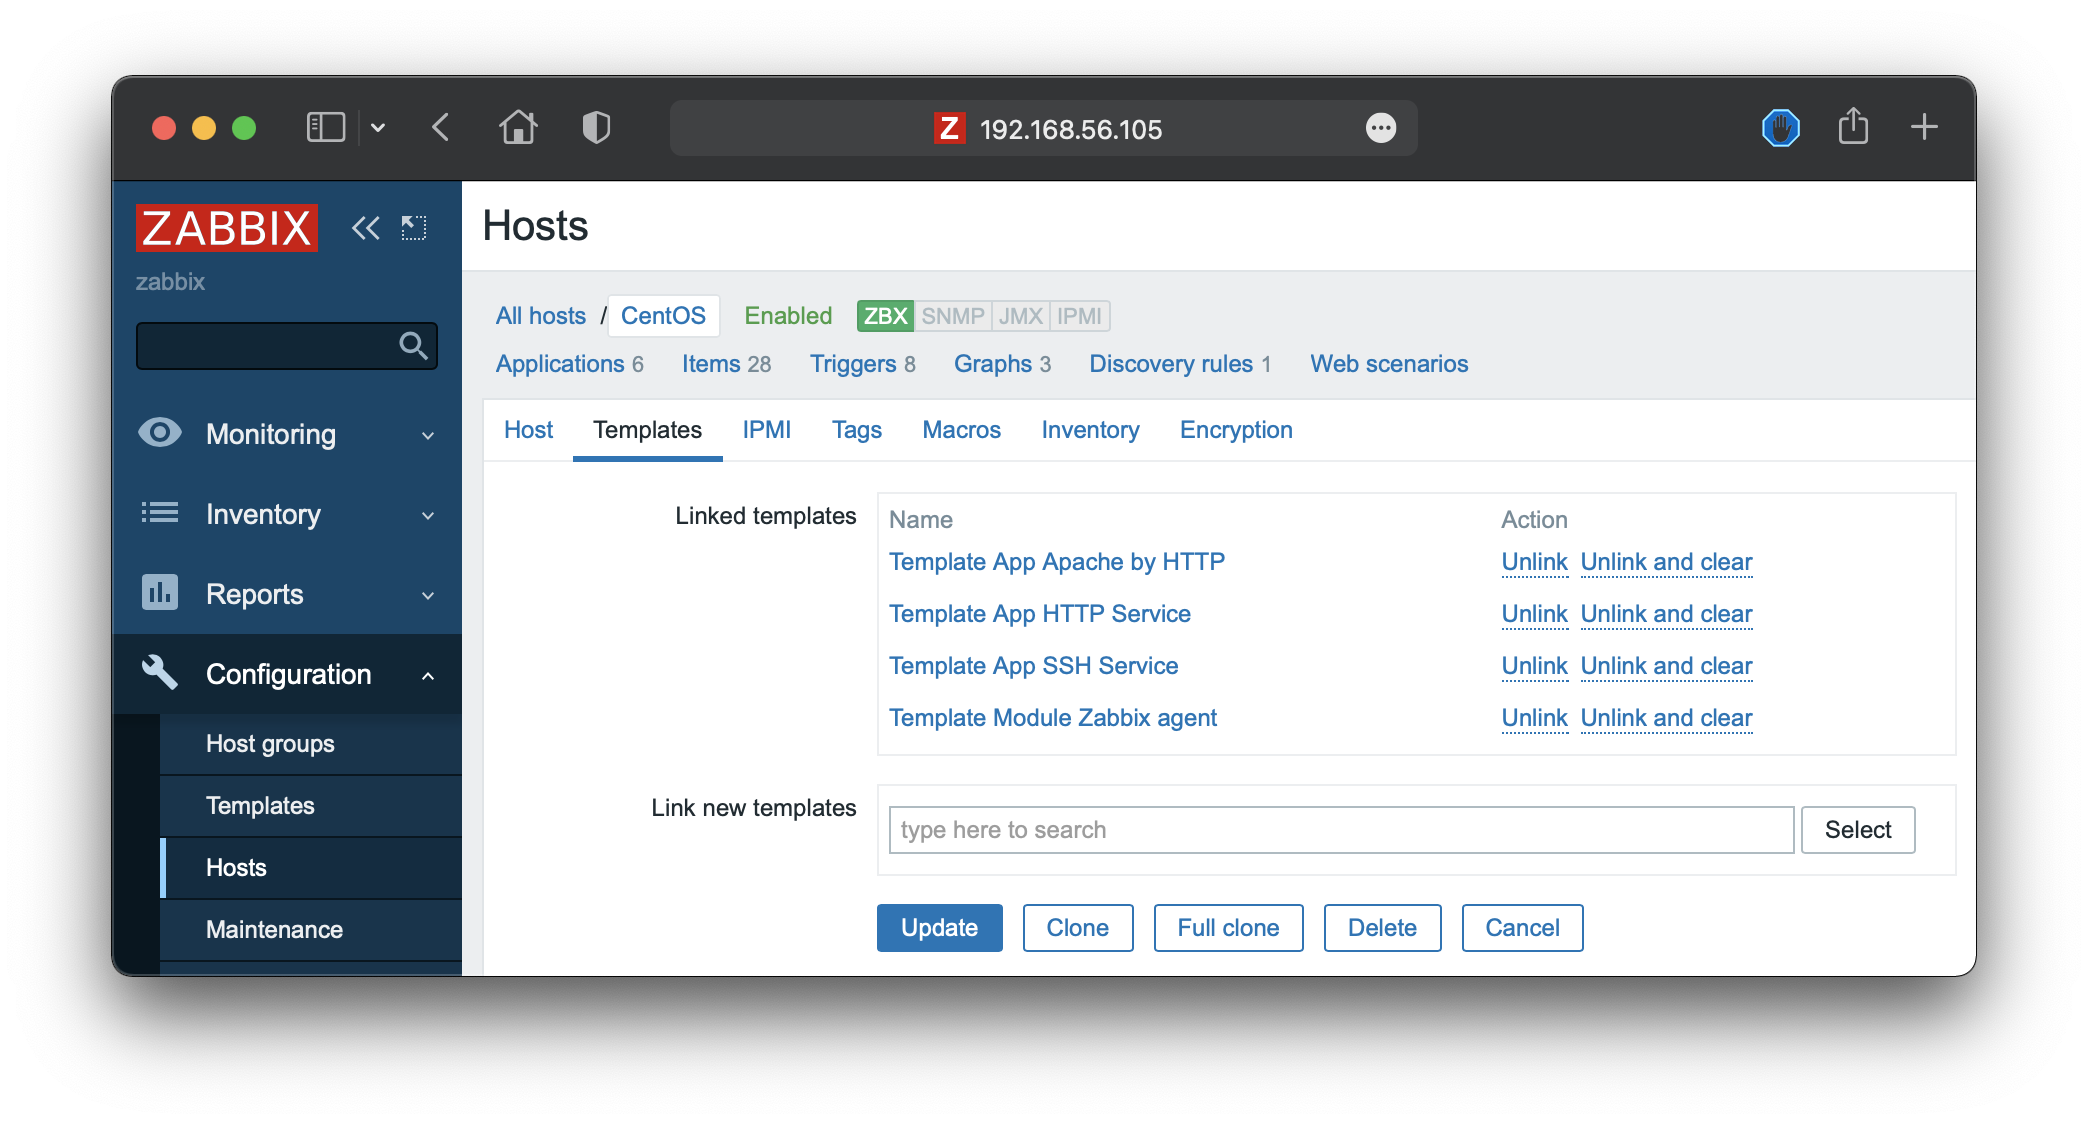 Z 192.168.56.105
ZABBIX
zabbix
Monitoring
Inventory
Reports
Configuration
Host groups
Templates
Hosts
Maintenance
Hosts
All hosts / CentOS Enabled ZBX SNMP JMX IPMI
Applications 6 Items 28 Triggers 8 Graphs 3 Discovery rules 1 Web scenarios
Host Templates IPMI Tags Macros Inventory Encryption
Linked templates Name Action
Template App Apache by HTTP Unlink Unlink and clear
Template App HTTP Service Unlink Unlink and clear
Template App SSH Service Unlink Unlink and clear
Template Module Zabbix agent Unlink Unlink and clear
Link new templates type here to search Select
Update Clone Full clone Delete Cancel